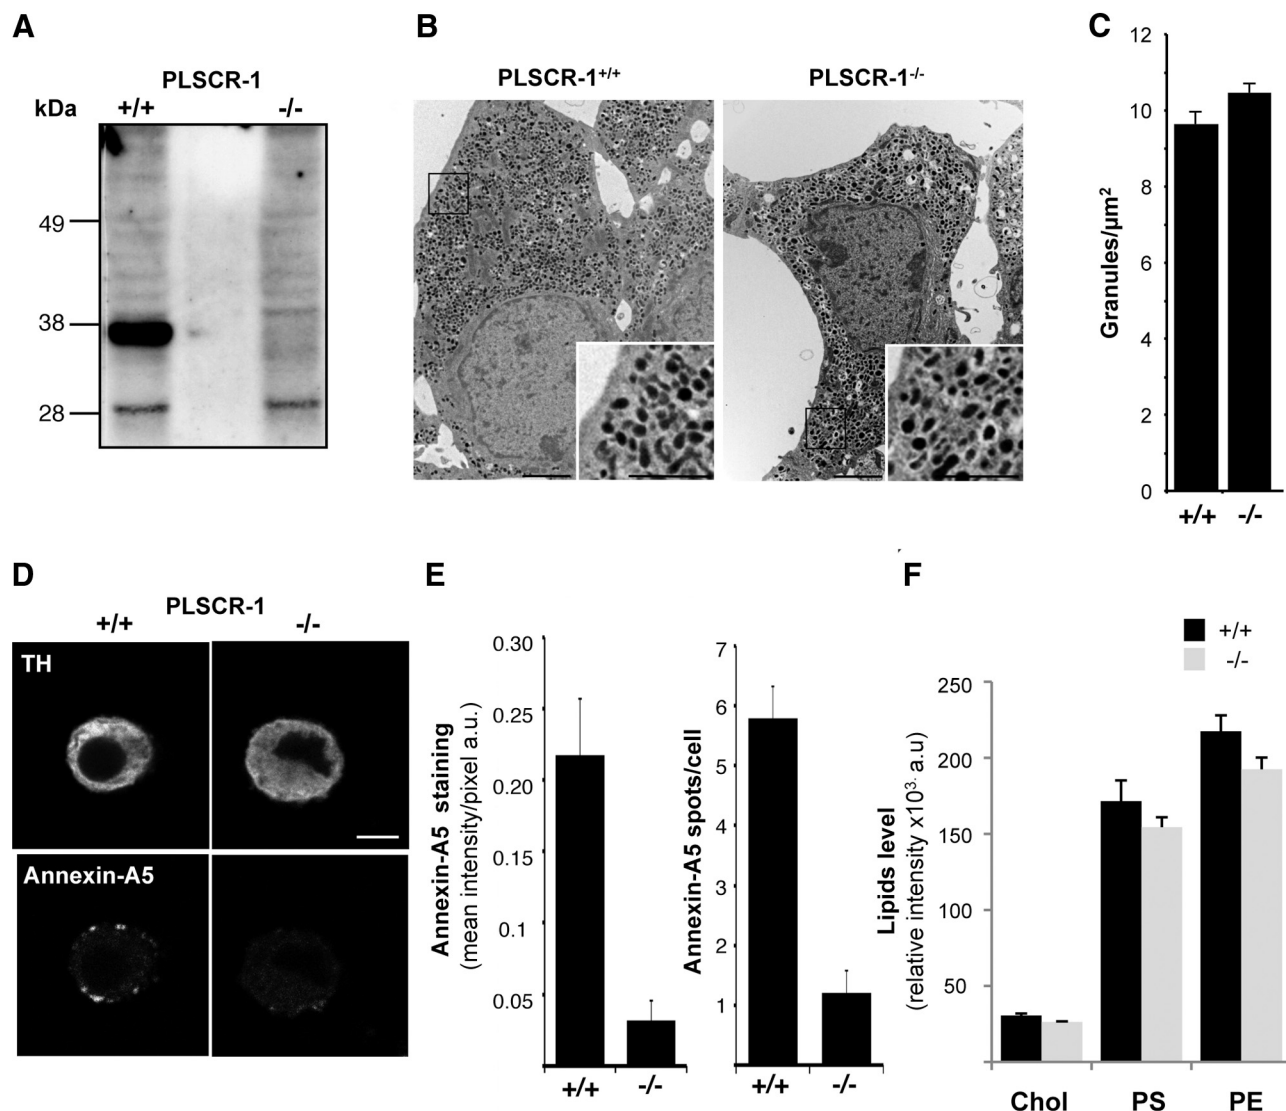 A
PLSCR-1
kDa +/+ -/-
49
38
28
B
PLSCR-1+/+ PLSCR-1-/-
C
12
10
8
6
4
2
0
Granules/µm2
+/+ -/-
D
PLSCR-1
+/+ -/-
TH
Annexin-A5
E
0.30
0.25
0.20
0.15
0.1
0.05
Annexin-A5 staining
(mean intensity/pixel a.u.)
+/+ -/-
7
6
5
4
3
2
1
Annexin-A5 spots/cell
+/+ -/-
F
+/+
-/-
250
200
150
100
50
Lipids level
(relative intensity x103. a.u)
Chol PS PE